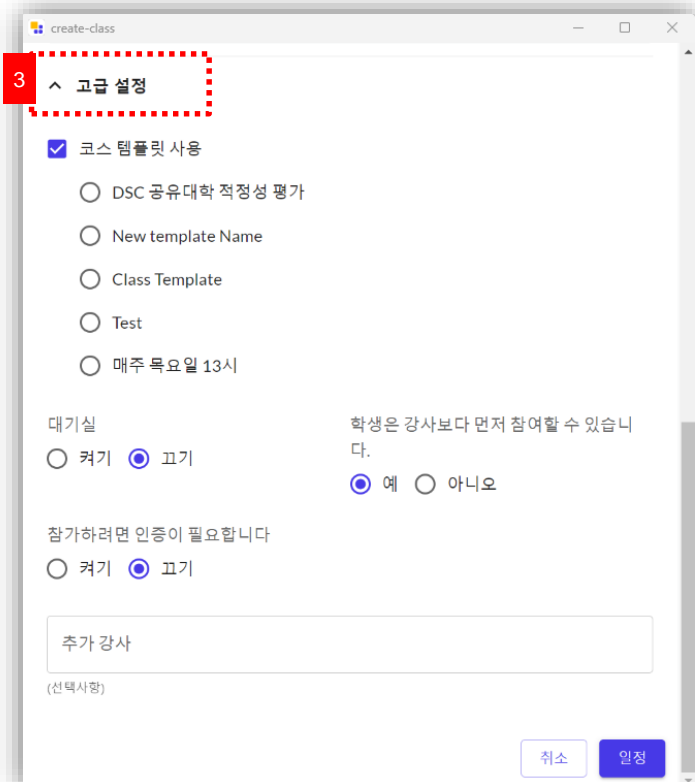 create-class
3
고급 설정
코스 템플릿 사용
DSC 공유대학 적정성 평가
New template Name
Class Template
Test
매주 목요일 13시
대기실
켜기 끄기
학생은 강사보다 먼저 참여할 수 있습니
다.
예 아니오
참가하려면 인증이 필요합니다
켜기 끄기
추가 강사
(선택사항)
취소 일정